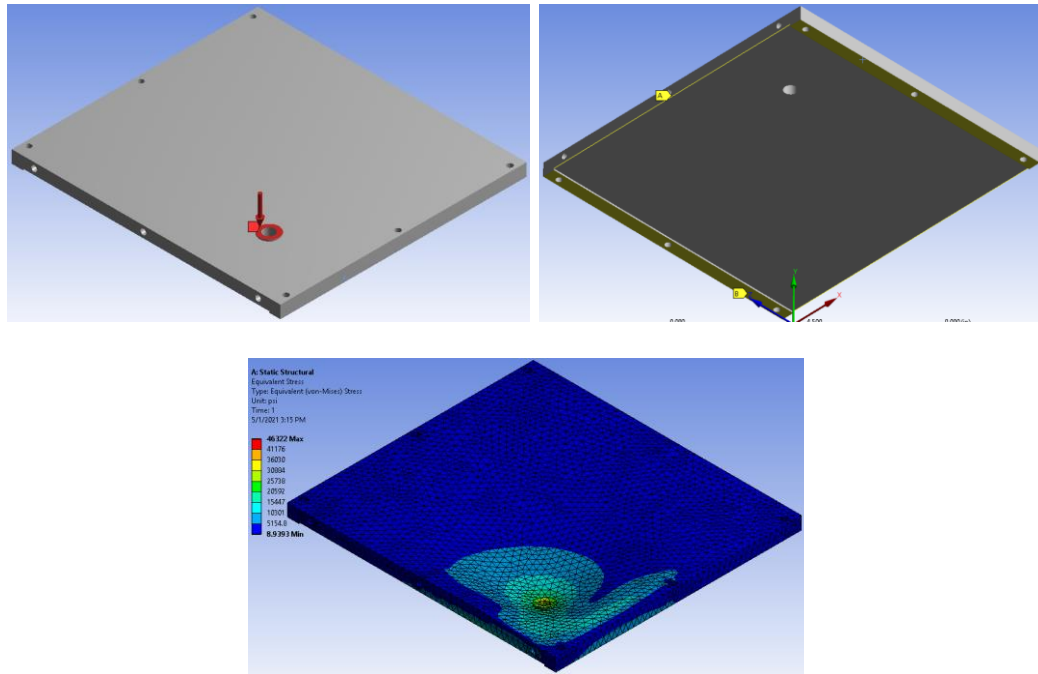 A
B
Y
X
0.000
4.500
9.000 (in)
A: Static Structural
Equivalent Stress
Type: Equivalent (von-Mises) Stress
Unit: psi
Time: 1
5/1/2021 3:15 PM
46322 Max
41176
36030
30884
25738
20592
15447
10301
5154.8
8.9393 Min